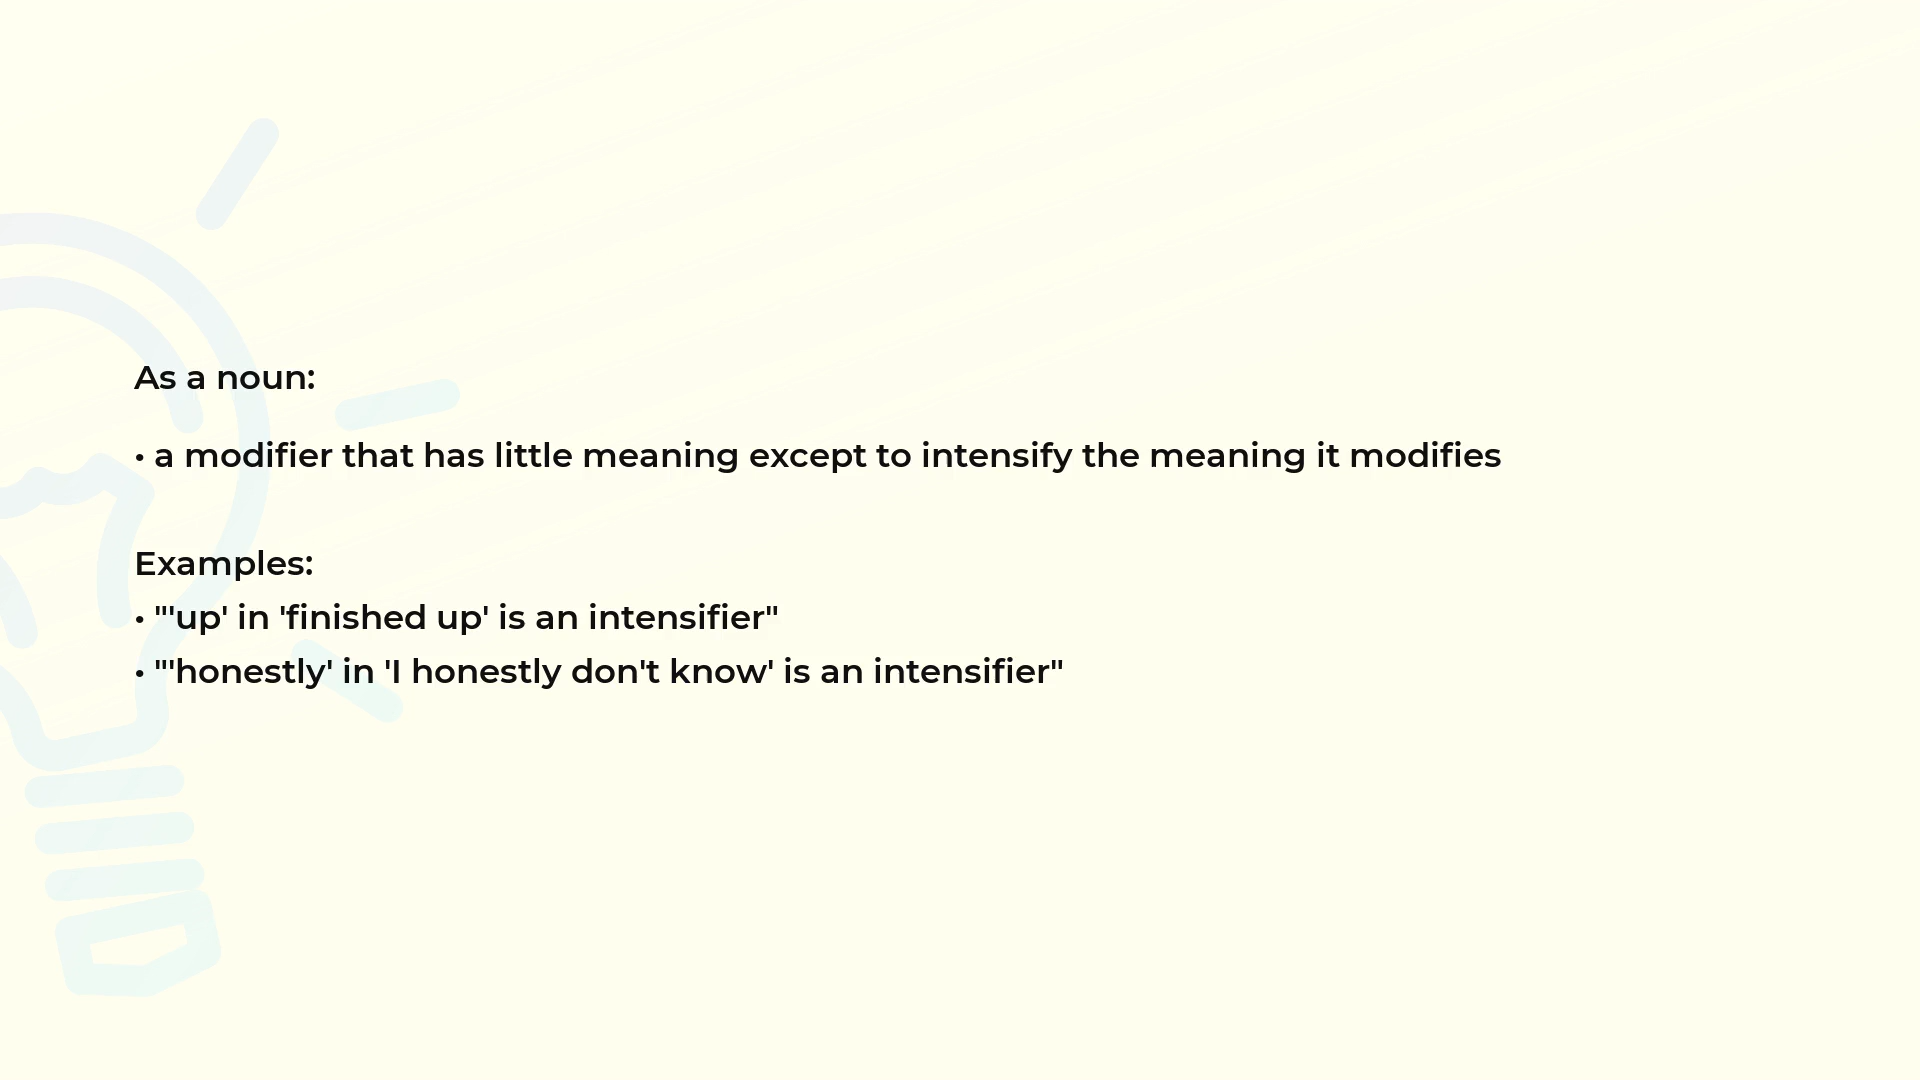 As a noun:
• a modifier that has little meaning except to intensify the meaning it modifies
Examples:
• "'up' in 'finished up' is an intensifier"
• "'honestly' in 'I honestly don't know' is an intensifier"